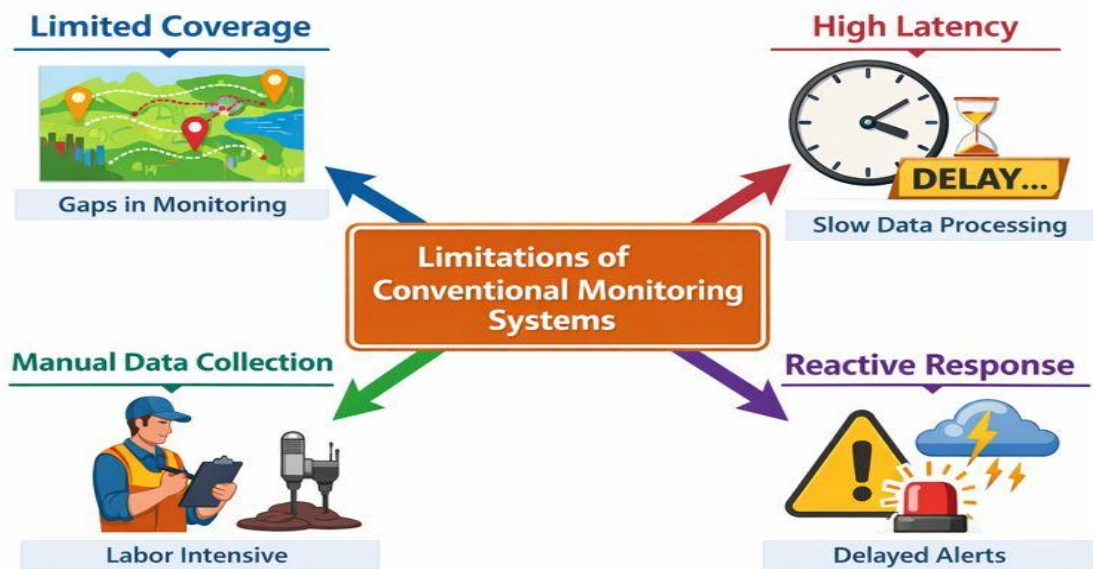 Limited Coverage
Gaps in Monitoring
High Latency
DELAY...
Slow Data Processing
Limitations of
Conventional Monitoring
Systems
Manual Data Collection
Labor Intensive
Reactive Response
Delayed Alerts